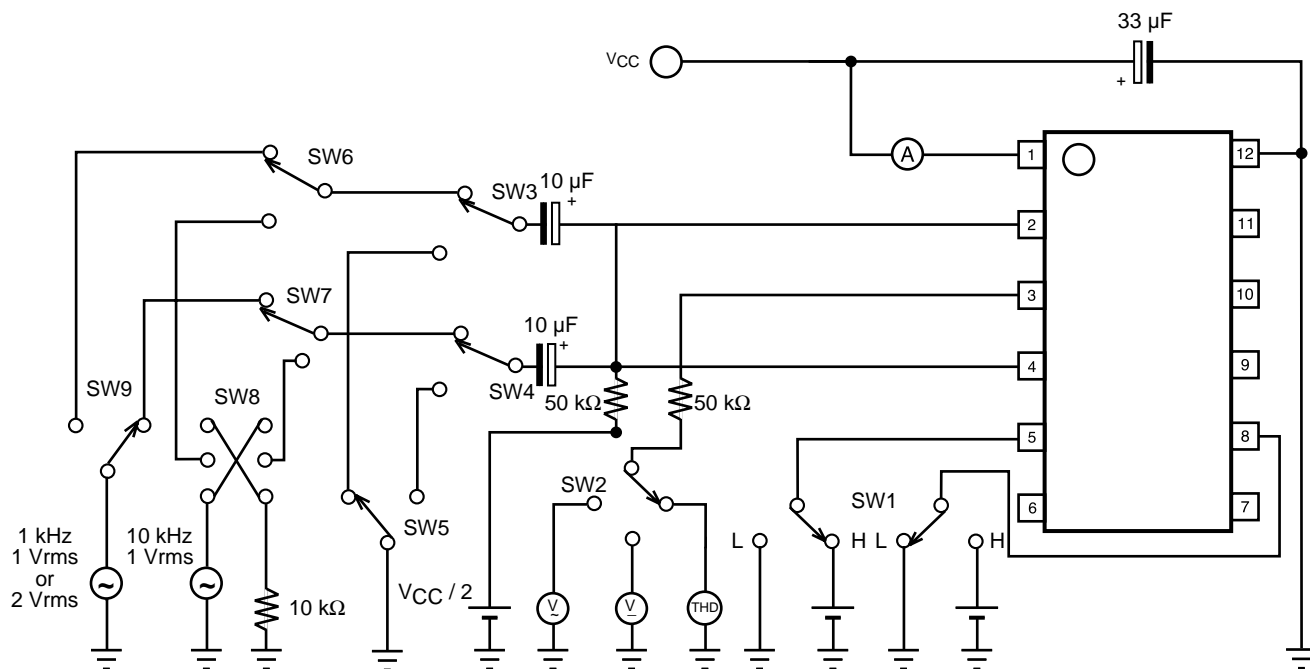 33 µF
VCC
+
A
1
12
SW6
SW3
10 µF
+
2
11
SW7
3
10
10 µF
+
SW4
4
9
SW9
SW8
50 kΩ
50 kΩ
5
8
SW2
SW1
6
7
SW5
L
H
L
H
1 kHz
1 Vrms
or
2 Vrms
10 kHz
1 Vrms
~
~
10 kΩ
VCC / 2
V
~
V
–
THD